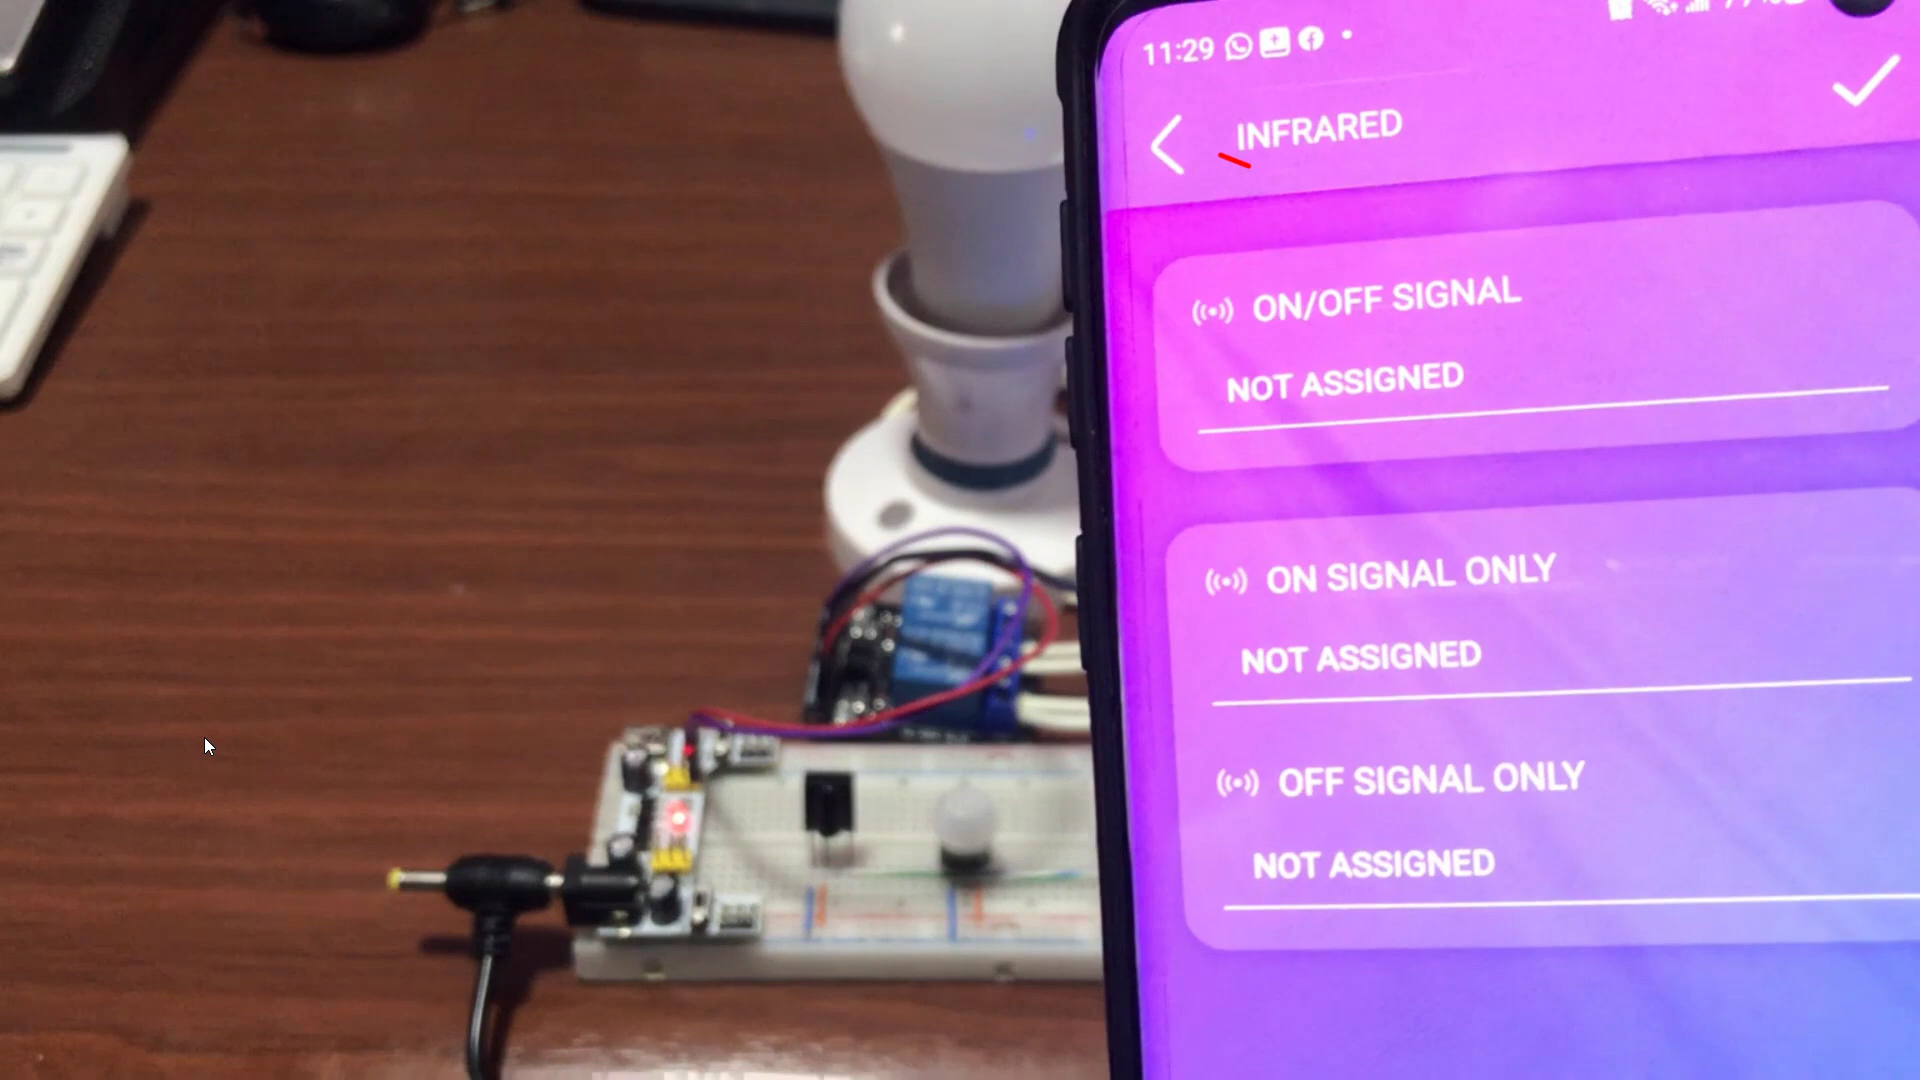 11:29
INFRARED
ON/OFF SIGNAL
NOT ASSIGNED
ON SIGNAL ONLY
NOT ASSIGNED
OFF SIGNAL ONLY
NOT ASSIGNED